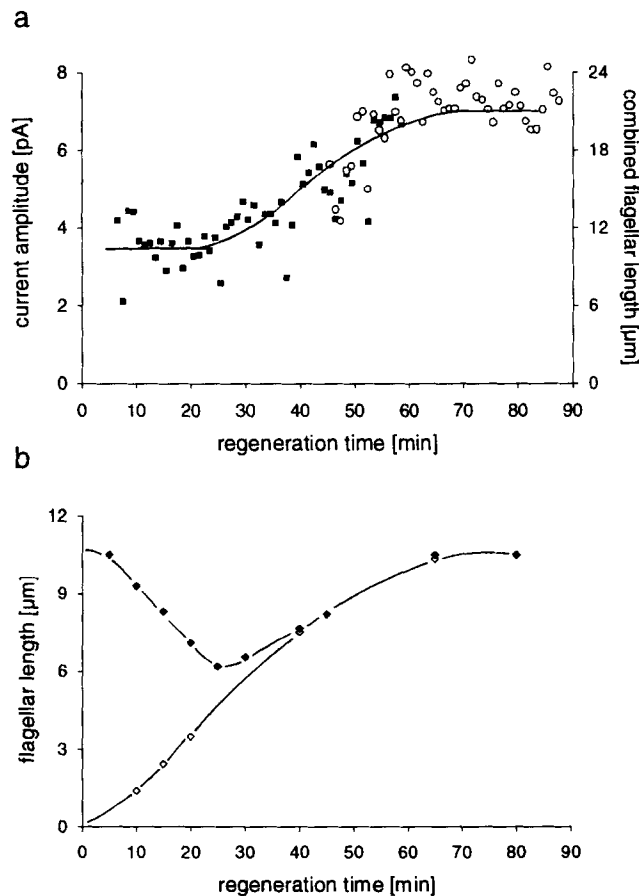 a
8
6
4
2
0
current amplitude [pA]
24
18
12
6
0
combined flagellar length [µm]
0 10 20 30 40 50 60 70 80 90
regeneration time [min]
b
12
9
6
3
0
flagellar length [µm]
0 10 20 30 40 50 60 70 80 90
regeneration time [min]